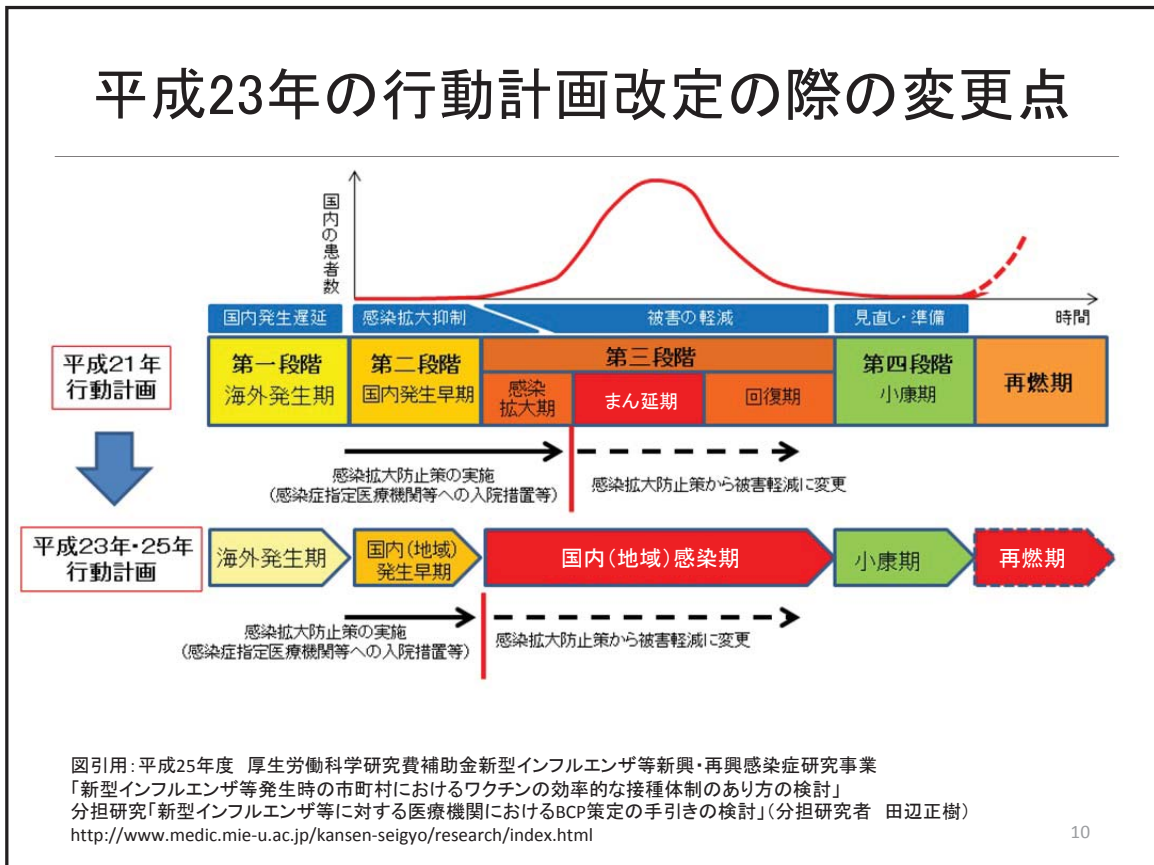 平成23年の行動計画改定の際の変更点
国内の患者数
国内発生遅延
感染拡大抑制
被害の軽減
見直し・準備
時間
平成21年
行動計画
第一段階
海外発生期
第二段階
国内発生早期
第三段階
感染
拡大期
まん延期
回復期
第四段階
小康期
再燃期
感染拡大防止策の実施
(感染症指定医療機関等への入院措置等)
感染拡大防止策から被害軽減に変更
平成23年・25年
行動計画
海外発生期
国内(地域)
発生早期
国内(地域)感染期
小康期
再燃期
感染拡大防止策の実施
(感染症指定医療機関等への入院措置等)
感染拡大防止策から被害軽減に変更
図引用:平成25年度 厚生労働科学研究費補助金新型インフルエンザ等新興・再興感染症研究事業
「新型インフルエンザ等発生時の市町村におけるワクチンの効率的な接種体制のあり方の検討」
分担研究「新型インフルエンザ等に対する医療機関におけるBCP策定の手引きの検討」(分担研究者 田辺正樹)
http://www.medic.mie-u.ac.jp/kansen-seigyo/research/index.html
10